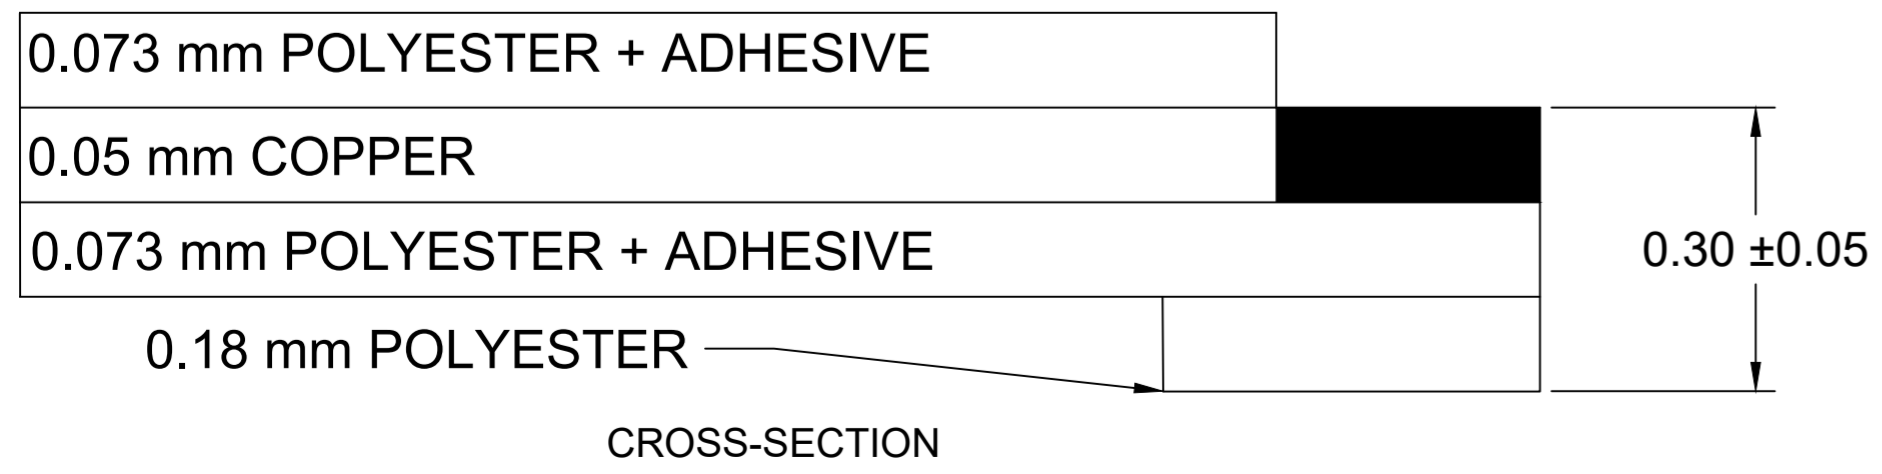 0.073 mm POLYESTER + ADHESIVE
0.05 mm COPPER
0.073 mm POLYESTER + ADHESIVE
0.30 ±0.05
0.18 mm POLYESTER
CROSS-SECTION